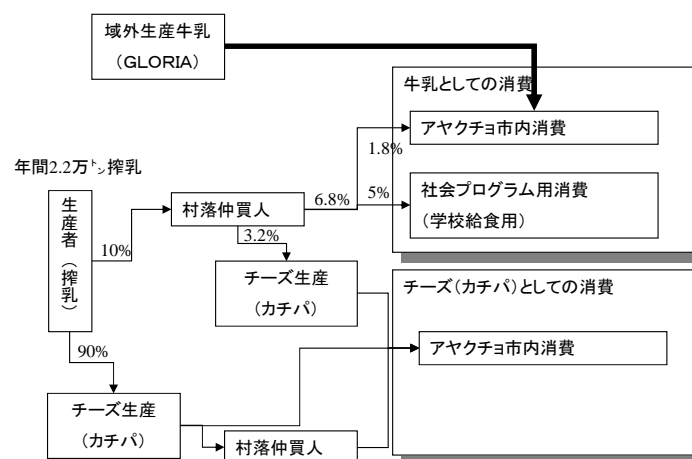 域外生産牛乳
（GLORIA）
牛乳としての消費
アヤクチョ市内消費
1.8%
年間2.2万㌧搾乳
社会プログラム用消費
（学校給食用）
5%
6.8%
村落仲買人
生産者（搾乳）
10%
3.2%
チーズ生産
（カチパ）
チーズ（カチパ）としての消費
アヤクチョ市内消費
90%
チーズ生産
（カチパ）
村落仲買人